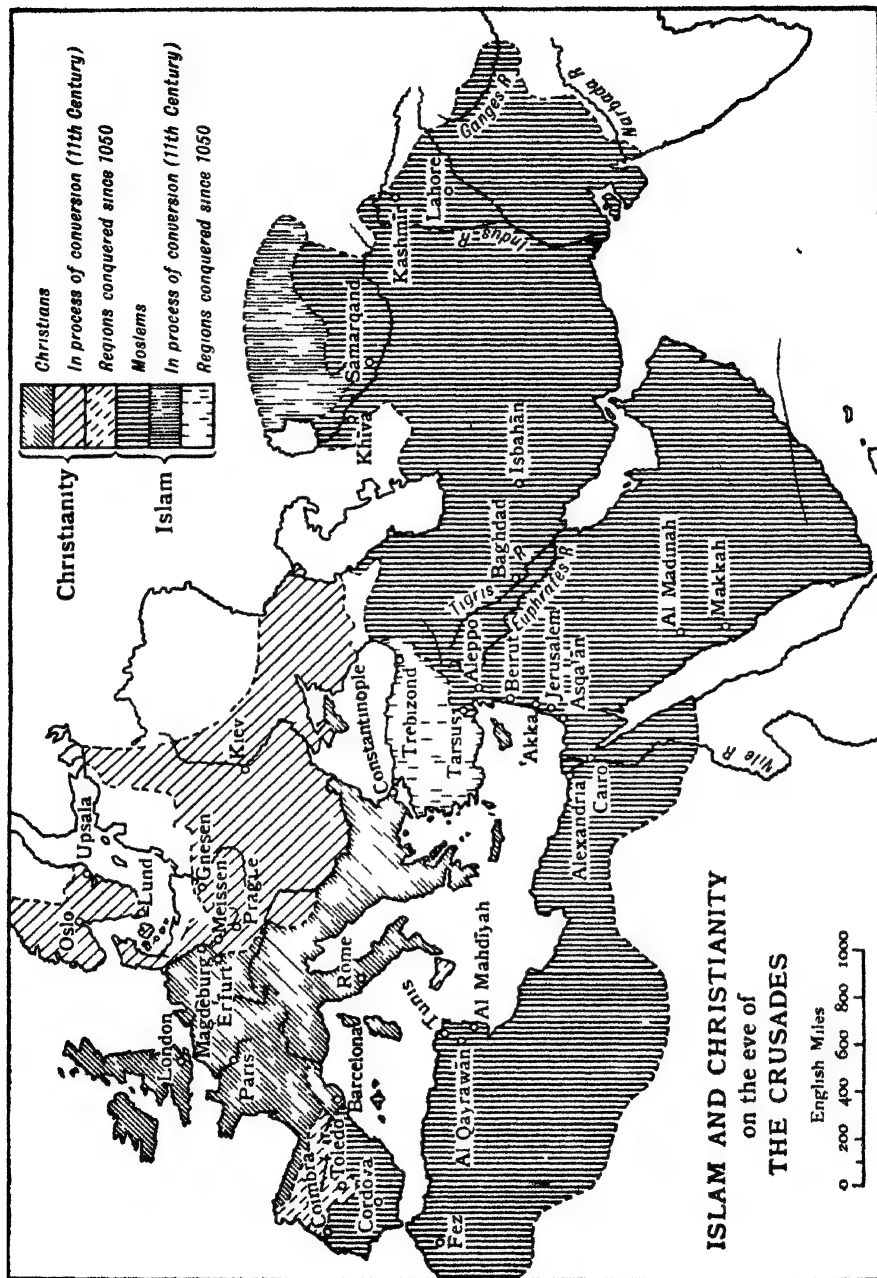 Christianity
Islam
Christians
In process of conversion (11th Century)
Regions conquered since 1050
Moslems
In process of conversion (11th Century)
Regions conquered since 1050
Oslo
Upsala
Lund
London
Magdeburg
Gnesen
Meissen
Erfurt
Prague
Paris
Kiev
Rome
Barcelona
Coimbra
Toledo
Cordova
Constantinople
Trebizond
Tarsus
Aleppo
Tigris R
Baghdad
Euphrates R
Beirut
'Akka
Jerusalem
Asqa'ān
Isbahān
Khiva
Samarqand
Kashmir
Lahore
Indus R
Ganges R
Narbada R
Tunis
Al Mahdīyah
Al Qayrawān
Fez
Alexandria
Cairo
Nile R
Al Madīnah
Makkah
ISLAM AND CHRISTIANITY
on the eve of
THE CRUSADES
English Miles
0 200 400 600 800 1000